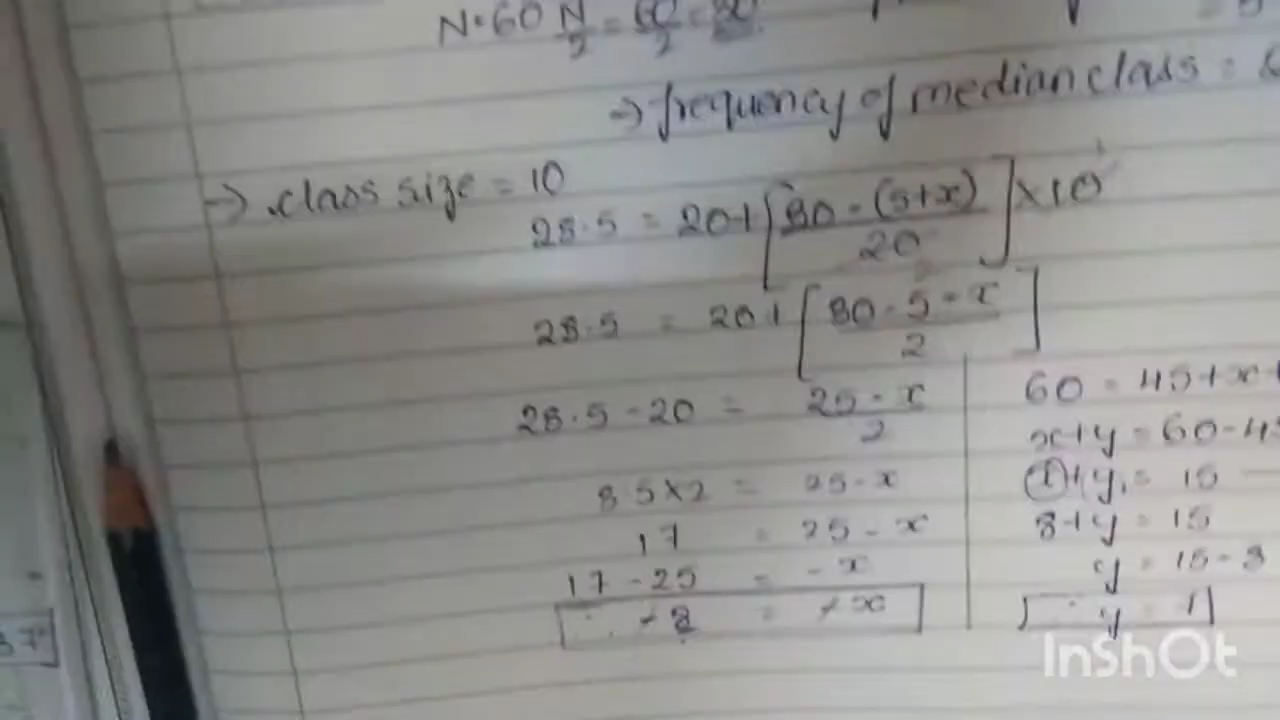 N=60 N/2 = 60/2 = 30
→ frequency of median class =
→ class size = 10
28.5 = 20+[30-(5+x)/20]×10
28.5 = 20+[30-5-x/2]
28.5-20 = 25-x/2
8.5×2 = 25-x
17 = 25-x
17-25 = -x
-8 = -x
60 = 45+x+
x+y = 60-45
x+y = 15
8+y = 15
y = 15-8
y =
InShOt